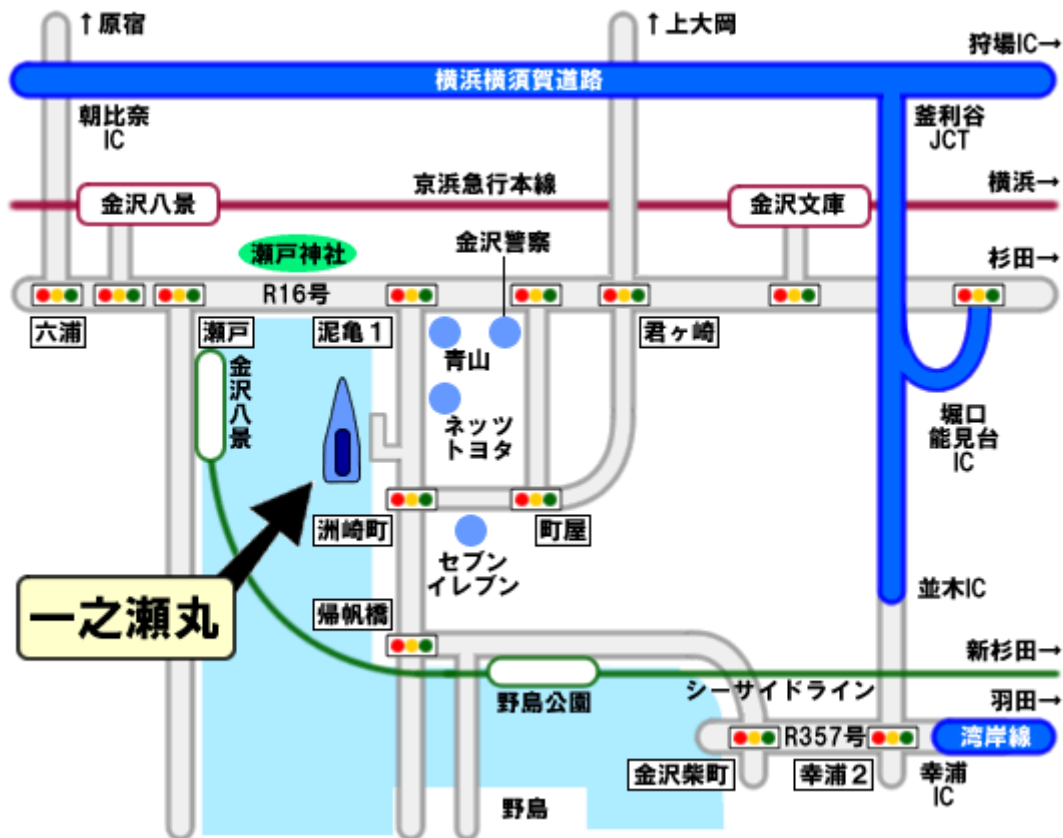 ↑原宿
↑上大岡
狩場IC→
横浜横須賀道路
朝比奈
IC
釜利谷
JCT
京浜急行本線
横浜→
金沢八景
金沢文庫
金沢警察
瀬戸神社
杉田→
R16号
六浦
瀬戸
泥亀1
君ヶ崎
青山
金沢八景
ネッツ
トヨタ
堀口
能見台
IC
洲崎町
町屋
セブン
イレブン
一之瀬丸
帰帆橋
並木IC
新杉田→
シーサイドライン
野島公園
羽田→
R357号
湾岸線
金沢柴町
幸浦2
幸浦
IC
野島